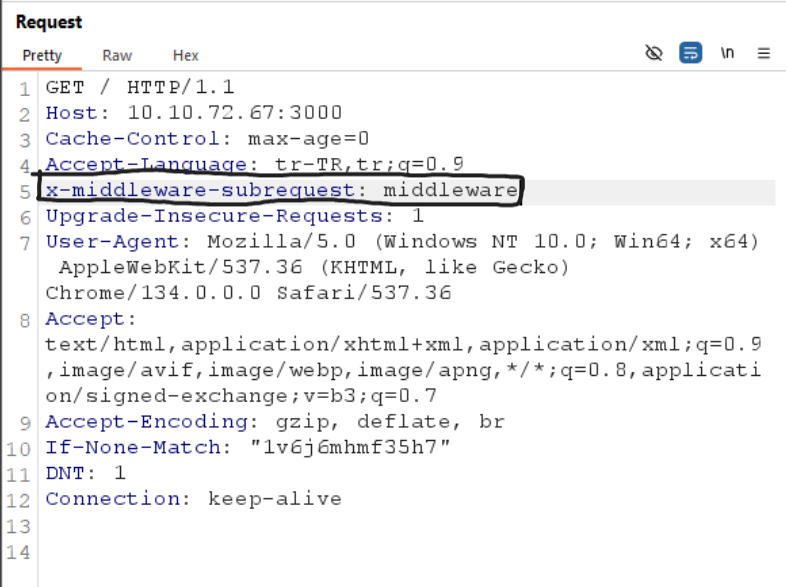 Request
Pretty Raw Hex \n
1 GET / HTTP/1.1
2 Host: 10.10.72.67:3000
3 Cache-Control: max-age=0
4 Accept-Language: tr-TR,tr;q=0.9
5 x-middleware-subrequest: middleware
6 Upgrade-Insecure-Requests: 1
7 User-Agent: Mozilla/5.0 (Windows NT 10.0; Win64; x64)
AppleWebKit/537.36 (KHTML, like Gecko)
Chrome/134.0.0.0 Safari/537.36
8 Accept:
text/html,application/xhtml+xml,application/xml;q=0.9
,image/avif,image/webp,image/apng,*/*;q=0.8,applicati
on/signed-exchange;v=b3;q=0.7
9 Accept-Encoding: gzip, deflate, br
10 If-None-Match: "1v6j6mhmf35h7"
11 DNT: 1
12 Connection: keep-alive
13
14